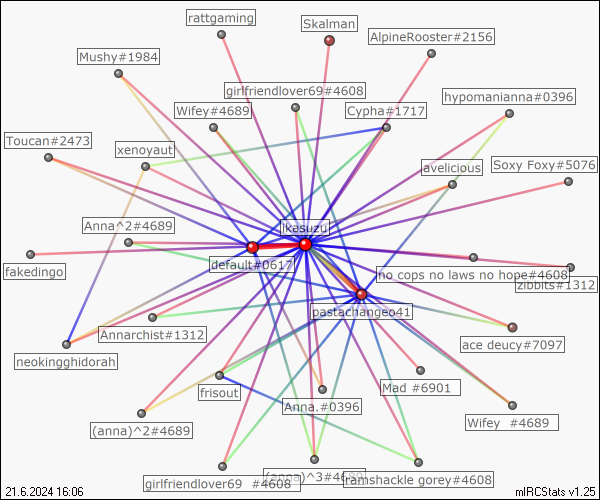 rattgaming
Skalman
AlpineRooster#2156
Mushy#1984
girlfriendlover69#4608
hypomanianna#0396
Wifey#4689
Cypha#1717
Toucan#2473
xenoyaut
lavelicious
Soxy Foxy#5076
Anna^2#4689
ikasuzu
default#0617
fakedingo
no cops no laws no hope#4608
zibbits#1312
pastachangeo41
Annarchist#1312
ace deucy#7097
neokingghidorah
frisout
Mad #6901
Anna.#0396
Wifey #4689
(anna)^2#4689
girlfriendlover69 #4608
(anna)^3#4689
ramshackle gorey#4608
21.6.2024 16:06
mIRCStats v1.25